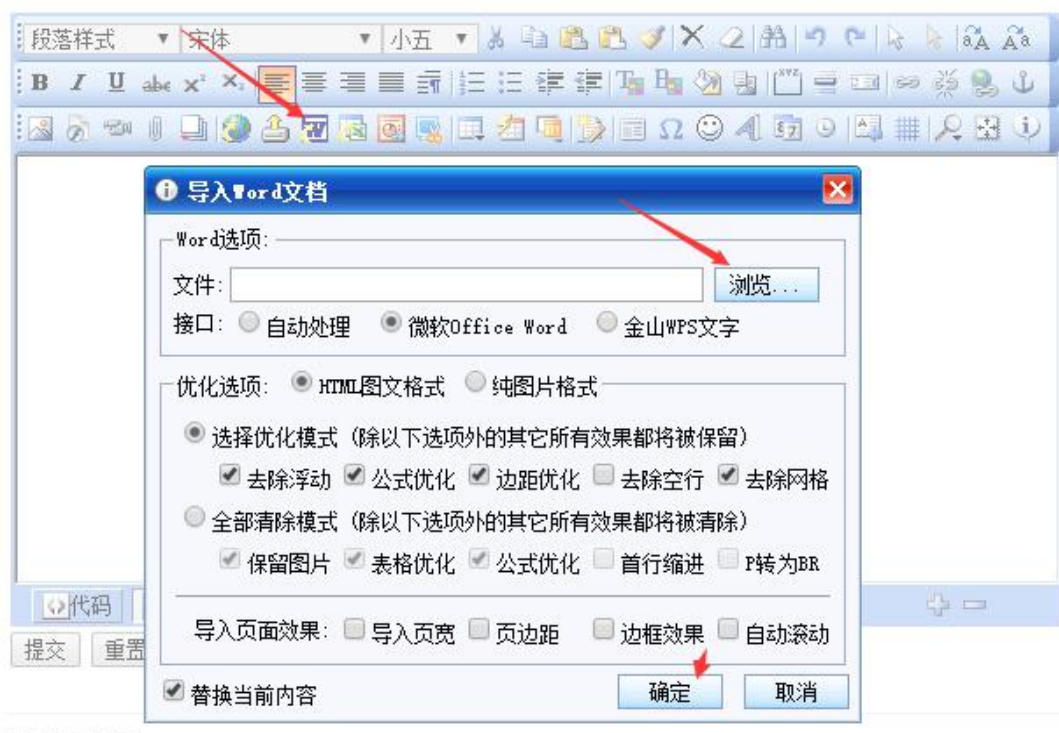 段落样式 宋体 小五
B I U abc x² ×
导入Word文档
Word选项:
文件: 浏览...
接口: 自动处理 微软Office Word 金山WPS文字
优化选项: HTML图文格式 纯图片格式
选择优化模式（除以下选项外的其它所有效果都将被保留）
去除浮动 公式优化 边距优化 去除空行 去除网格
全部清除模式（除以下选项外的其它所有效果都将被清除）
保留图片 表格优化 公式优化 首行缩进 P转为BR
代码
导入页面效果: 导入页宽 页边距 边框效果 自动滚动
提交 重置
替换当前内容 确定 取消